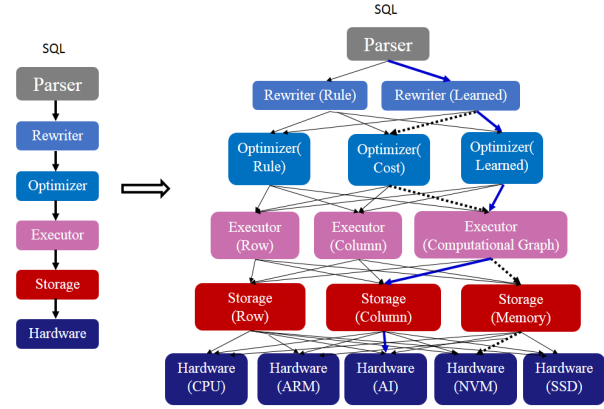 SQL
Parser
Rewriter
Optimizer
Executor
Storage
Hardware
SQL
Parser
Rewriter (Rule)
Rewriter (Learned)
Optimizer(
Rule)
Optimizer(
Cost)
Optimizer(
Learned)
Executor
(Row)
Executor
(Column)
Executor
(Computational Graph)
Storage
(Row)
Storage
(Column)
Storage
(Memory)
Hardware
(CPU)
Hardware
(ARM)
Hardware
(AI)
Hardware
(NVM)
Hardware
(SSD)